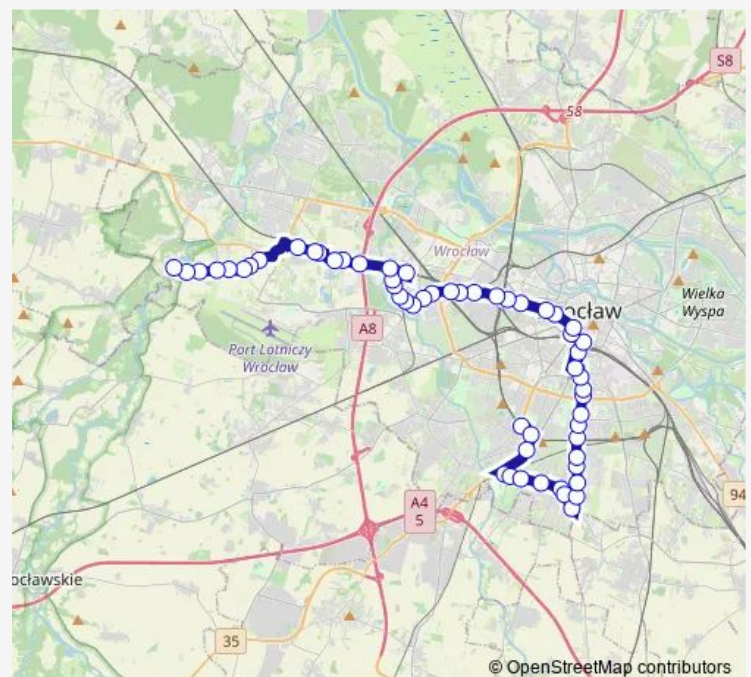 S8
58
Wrocław
ocław
Wielka
Wyspa
A8
Port Lotniczy
Wrocław
94
A4
5
ocławskie
35
© OpenStreetMap contributors